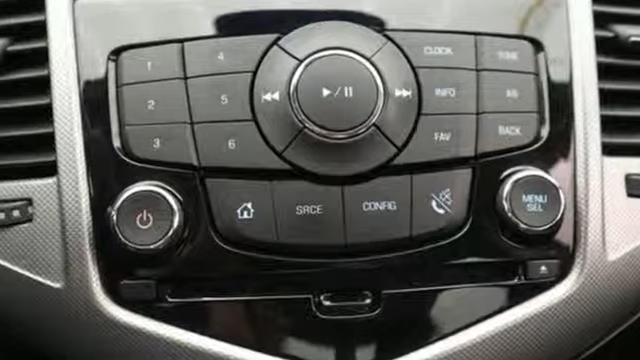 1 4 CLOCK TONE
2 5 INFO AS
3 6 FAV BACK
SRCE CONFIG
MENU
SEL